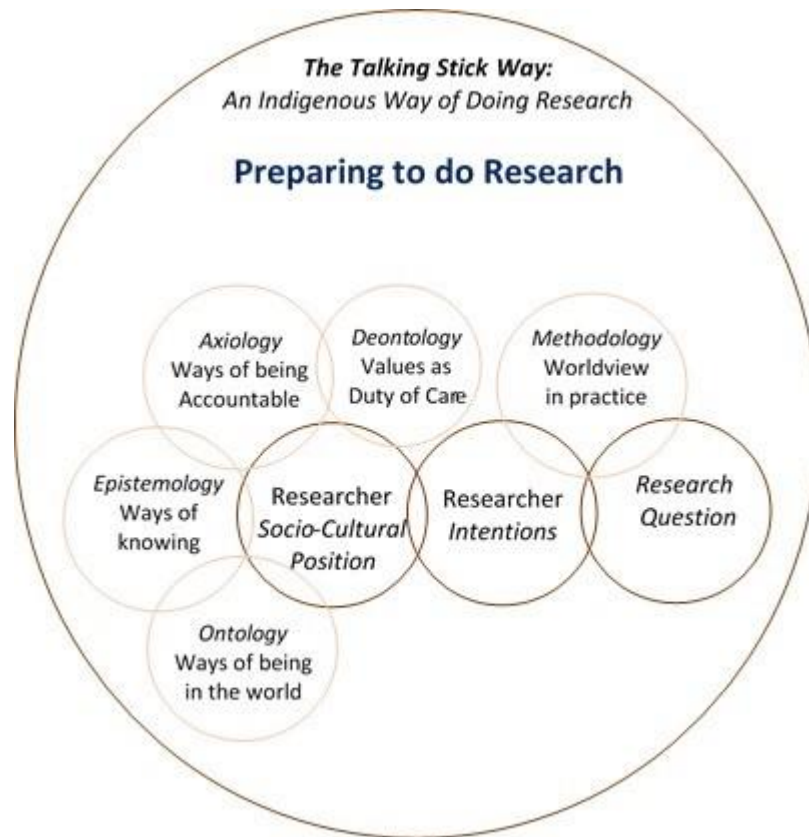 The Talking Stick Way:
An Indigenous Way of Doing Research
Preparing to do Research
Axiology
Ways of being
Accountable
Deontology
Values as
Duty of Care
Methodology
Worldview
in practice
Epistemology
Ways of
knowing
Researcher
Socio-Cultural
Position
Researcher
Intentions
Research
Question
Ontology
Ways of being
in the world